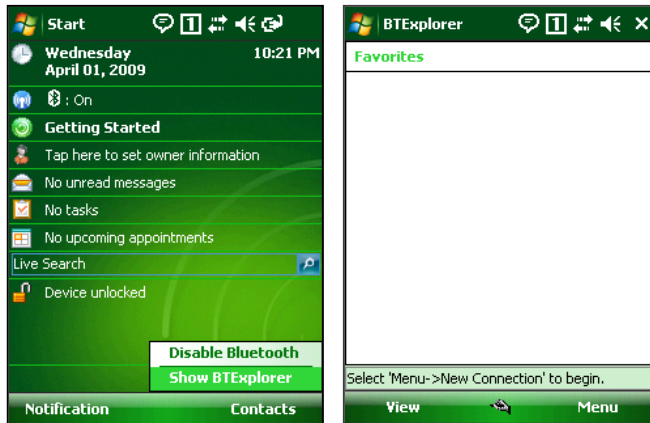 Start
1
Wednesday 10:21 PM
April 01, 2009
: On
Getting Started
Tap here to set owner information
No unread messages
No tasks
No upcoming appointments
Live Search
Device unlocked
Disable Bluetooth
Show BTExplorer
Notification Contacts
BTExplorer
1
Favorites
Select 'Menu->New Connection' to begin.
View Menu